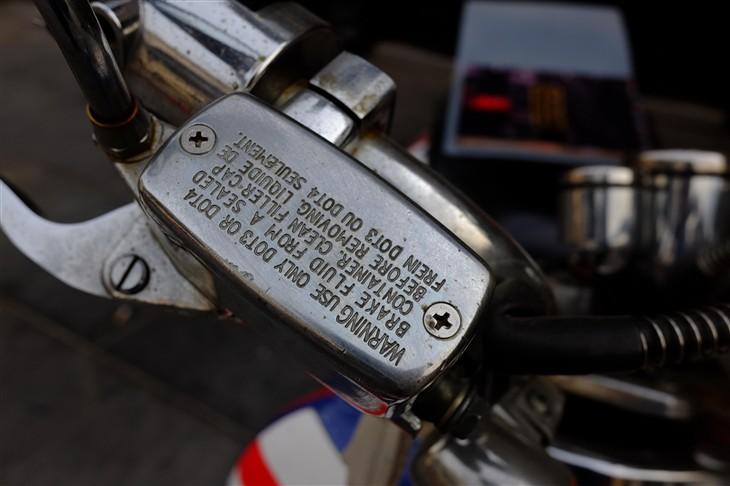 WARNING USE ONLY DOT3 OR DOT4
BRAKE FLUID FROM A SEALED
CONTAINER. CLEAN FILLER CAP
BEFORE REMOVING. LIQUIDE DE
FREIN DOT3 OU DOT4 SEULEMENT.